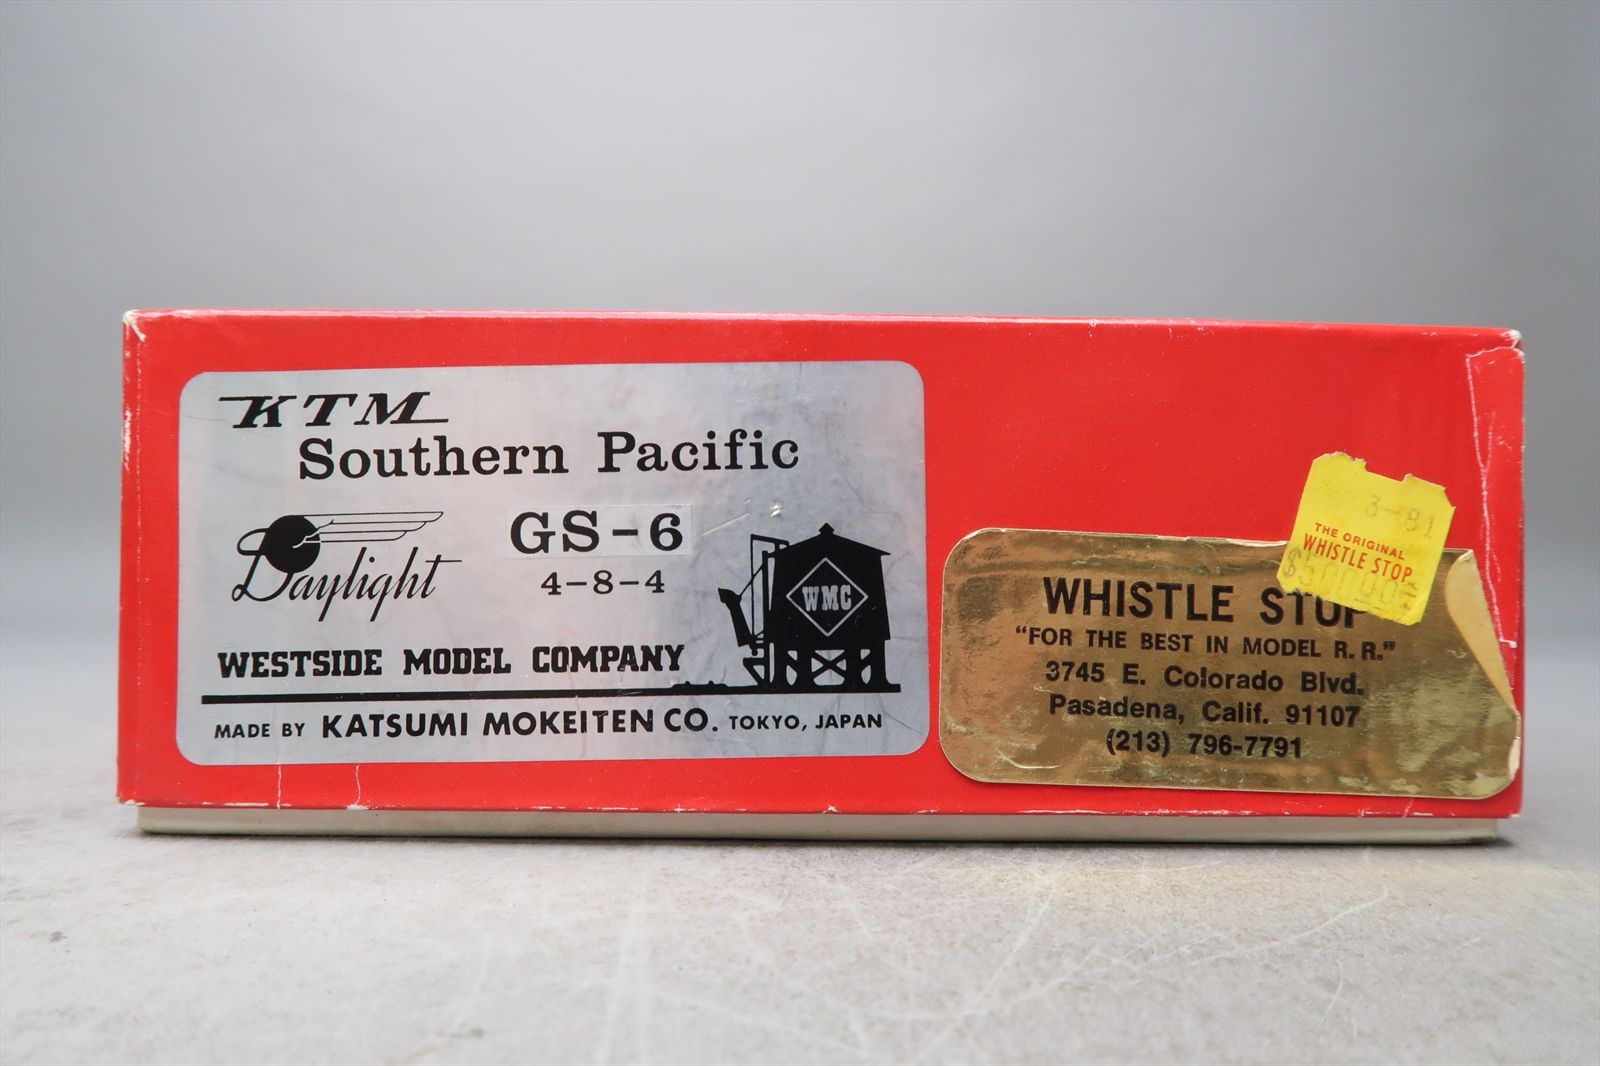 KTM
Southern Pacific
Daylight
GS-6
4-8-4
WMC
WESTSIDE MODEL COMPANY
MADE BY KATSUMI MOKEITEN CO. TOKYO, JAPAN
3-81
THE ORIGINAL
WHISTLE STOP
WHISTLE STOP
"FOR THE BEST IN MODEL R.R."
3745 E. Colorado Blvd.
Pasadena, Calif. 91107
(213) 796-7791